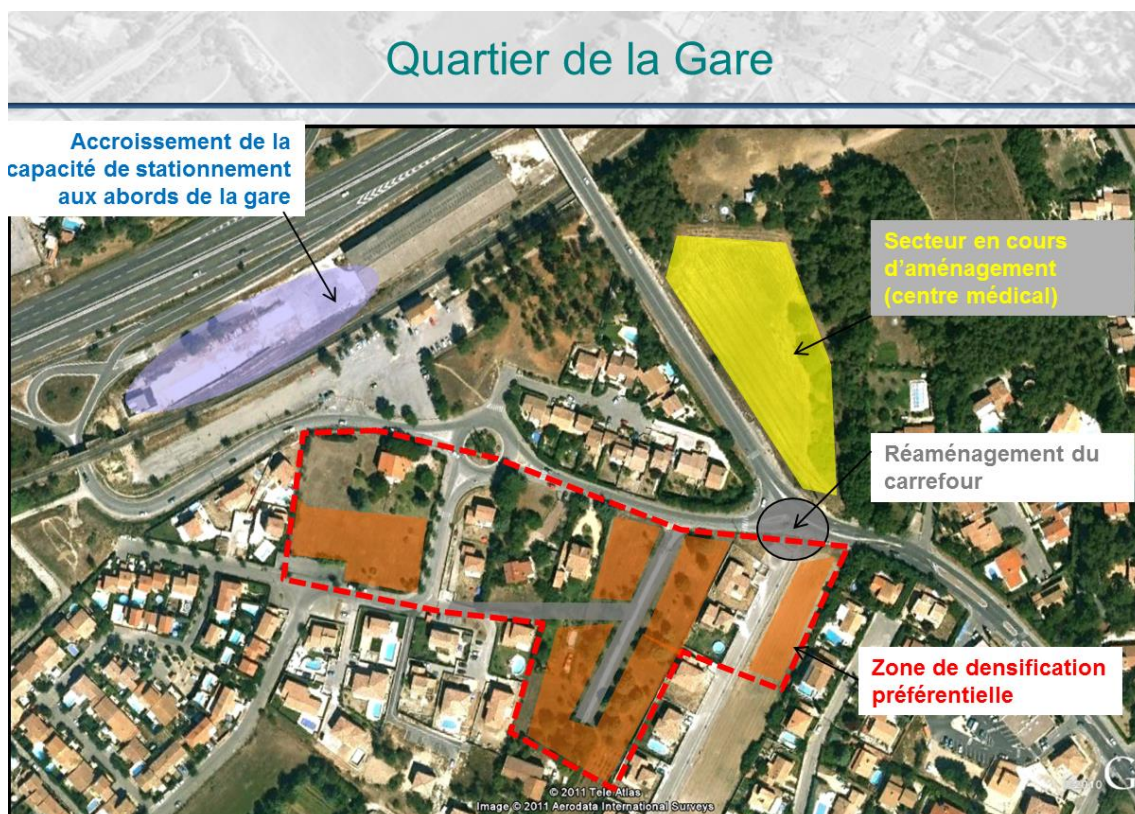 Quartier de la Gare
Accroissement de la
capacité de stationnement
aux abords de la gare
Secteur en cours
d'aménagement
(centre médical)
Réaménagement du
carrefour
Zone de densification
préférentielle
© 2011 Tele Atlas
Image © 2011 Aerodata International Surveys